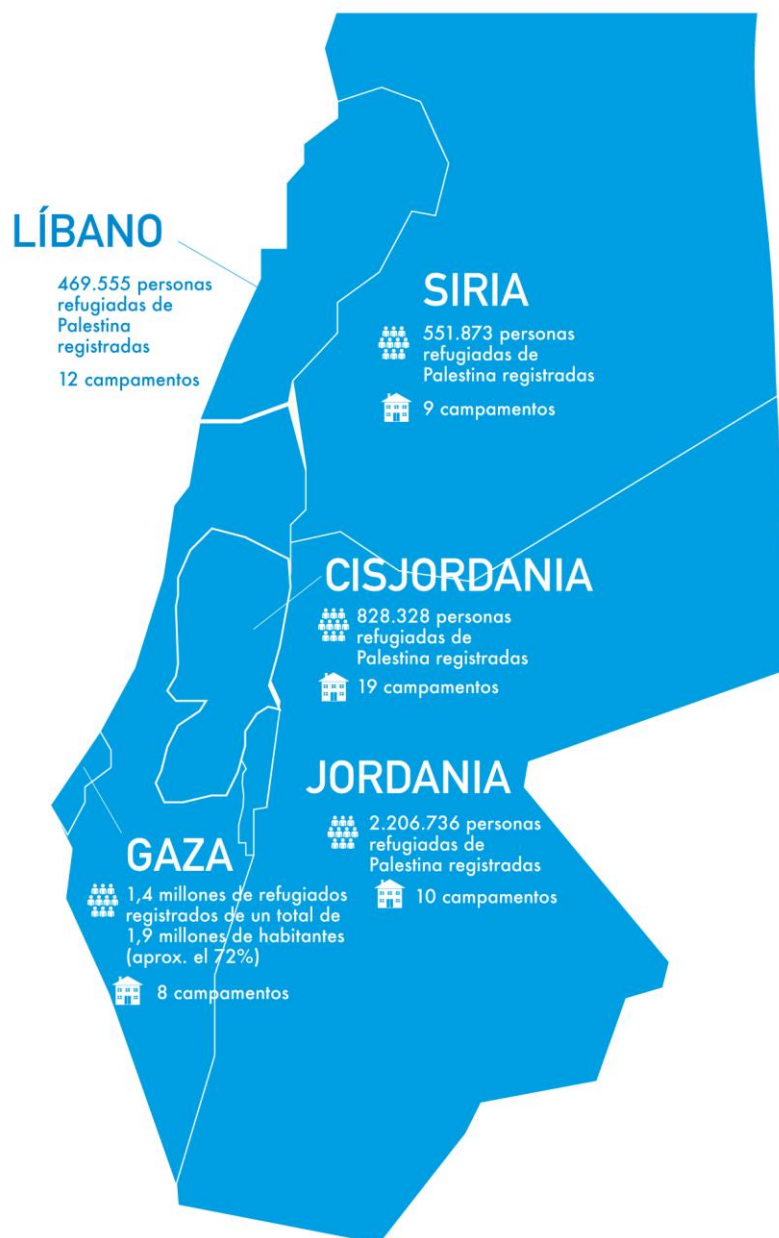 LÍBANO
469.555 personas
refugiadas de
Palestina
registradas
12 campamentos
SIRIA
551.873 personas
refugiadas de
Palestina registradas
9 campamentos
CISJORDANIA
828.328 personas
refugiadas de
Palestina registradas
19 campamentos
JORDANIA
2.206.736 personas
refugiadas de
Palestina registradas
10 campamentos
GAZA
1,4 millones de refugiados
registrados de un total de
1,9 millones de habitantes
(aprox. el 72%)
8 campamentos